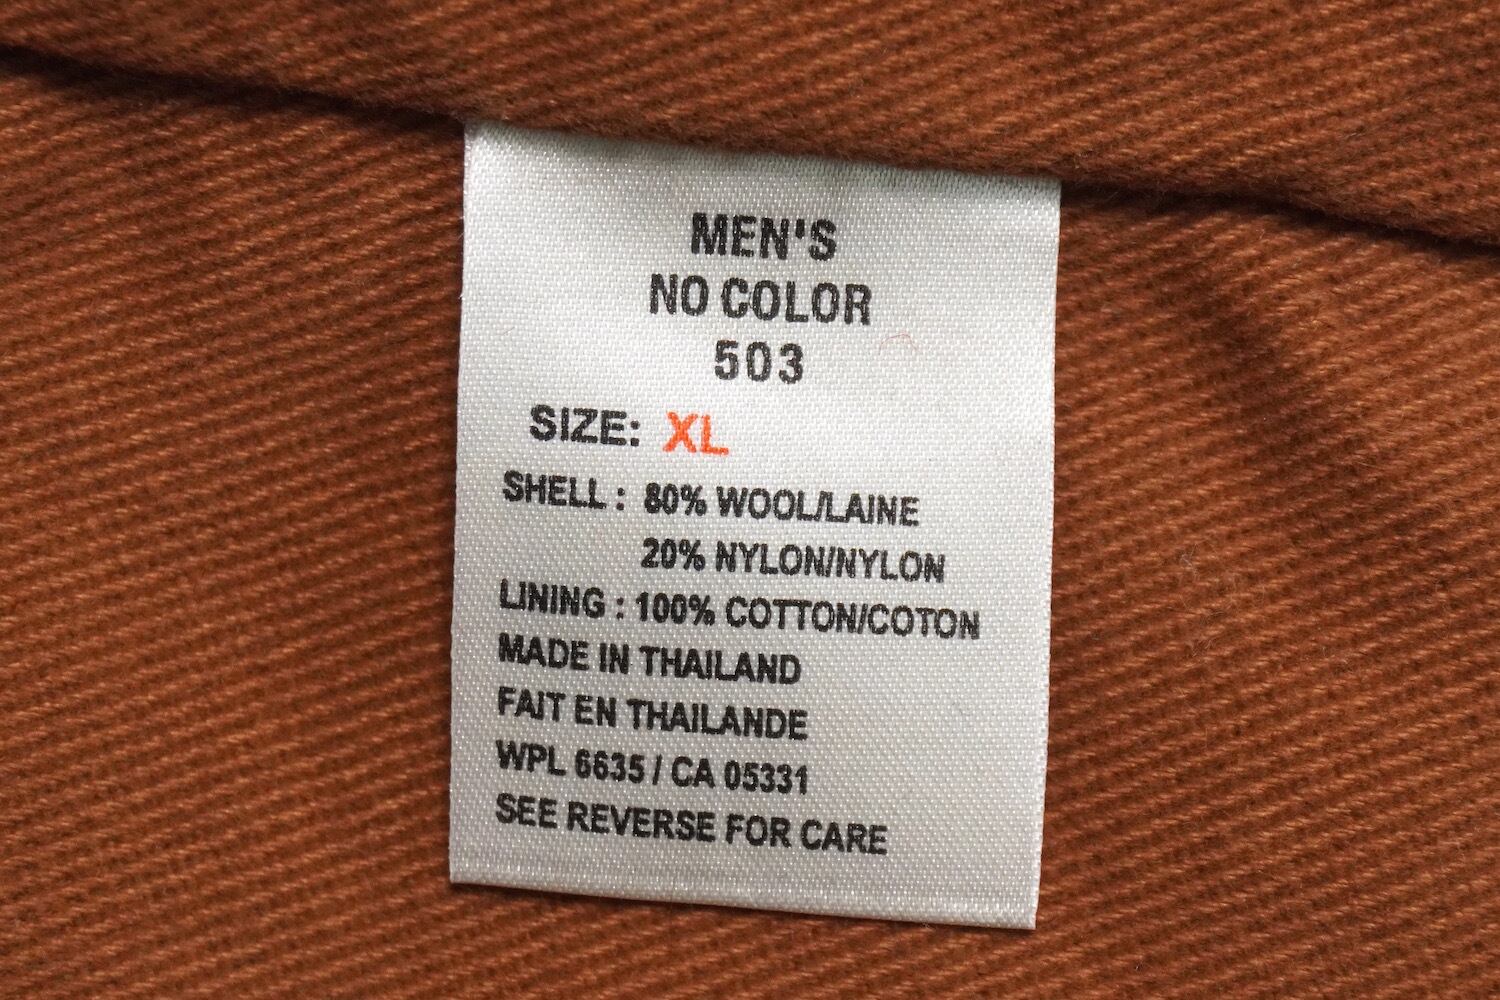 MEN'S
NO COLOR
503
SIZE: XL
SHELL : 80% WOOL/LAINE
20% NYLON/NYLON
LINING : 100% COTTON/COTON
MADE IN THAILAND
FAIT EN THAILANDE
WPL 6635 / CA 05331
SEE REVERSE FOR CARE